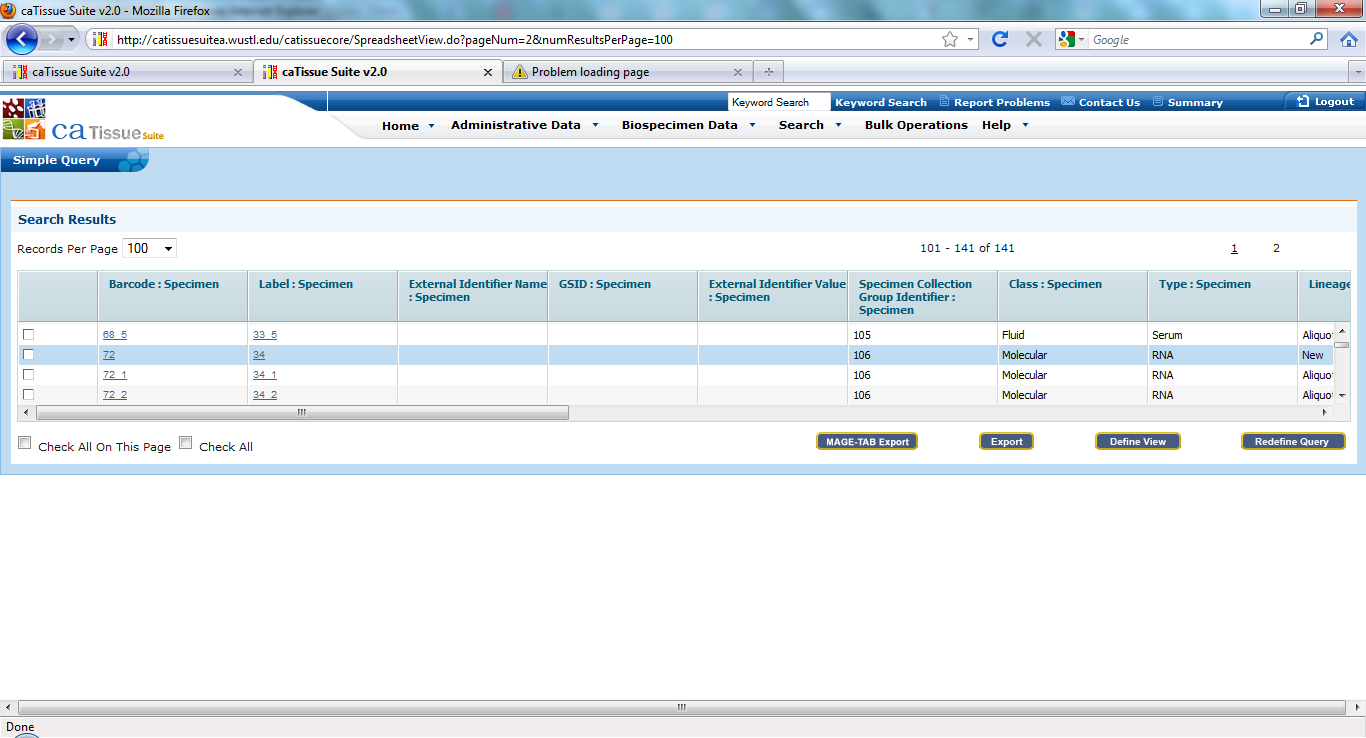 caTissue Suite v2.0 - Mozilla Firefox
http://catissuesuitea.wustl.edu/catissuecore/SpreadsheetView.do?pageNum=2&numResultsPerPage=100
Google
caTissue Suite v2.0
caTissue Suite v2.0
Problem loading page
Keyword Search Keyword Search Report Problems Contact Us Summary Logout
ca Tissue Suite
Home Administrative Data Biospecimen Data Search Bulk Operations Help
Simple Query
Search Results
Records Per Page 100 101 - 141 of 141 1 2
Barcode : Specimen Label : Specimen External Identifier Name : Specimen GSID : Specimen External Identifier Value : Specimen Specimen Collection Group Identifier : Specimen Class : Specimen Type : Specimen Lineage
68_5 33_5 105 Fluid Serum Aliquo
72 34 106 Molecular RNA New
72_1 34_1 106 Molecular RNA Aliquo
72_2 34_2 106 Molecular RNA Aliquo
Check All On This Page Check All MAGE-TAB Export Export Define View Redefine Query
Done